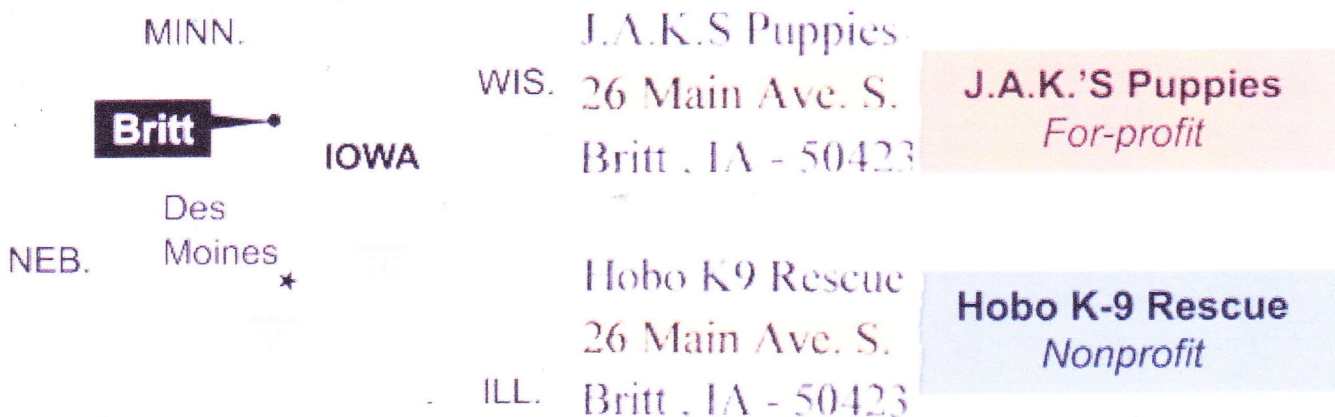 MINN.
WIS.
Britt
IOWA
Des
Moines
NEB.
ILL.
J.A.K.S Puppies
26 Main Ave. S.
Britt , IA - 50423
J.A.K.'S Puppies
For-profit
Hobo K9 Rescue
26 Main Ave. S.
Britt , IA - 50423
Hobo K-9 Rescue
Nonprofit